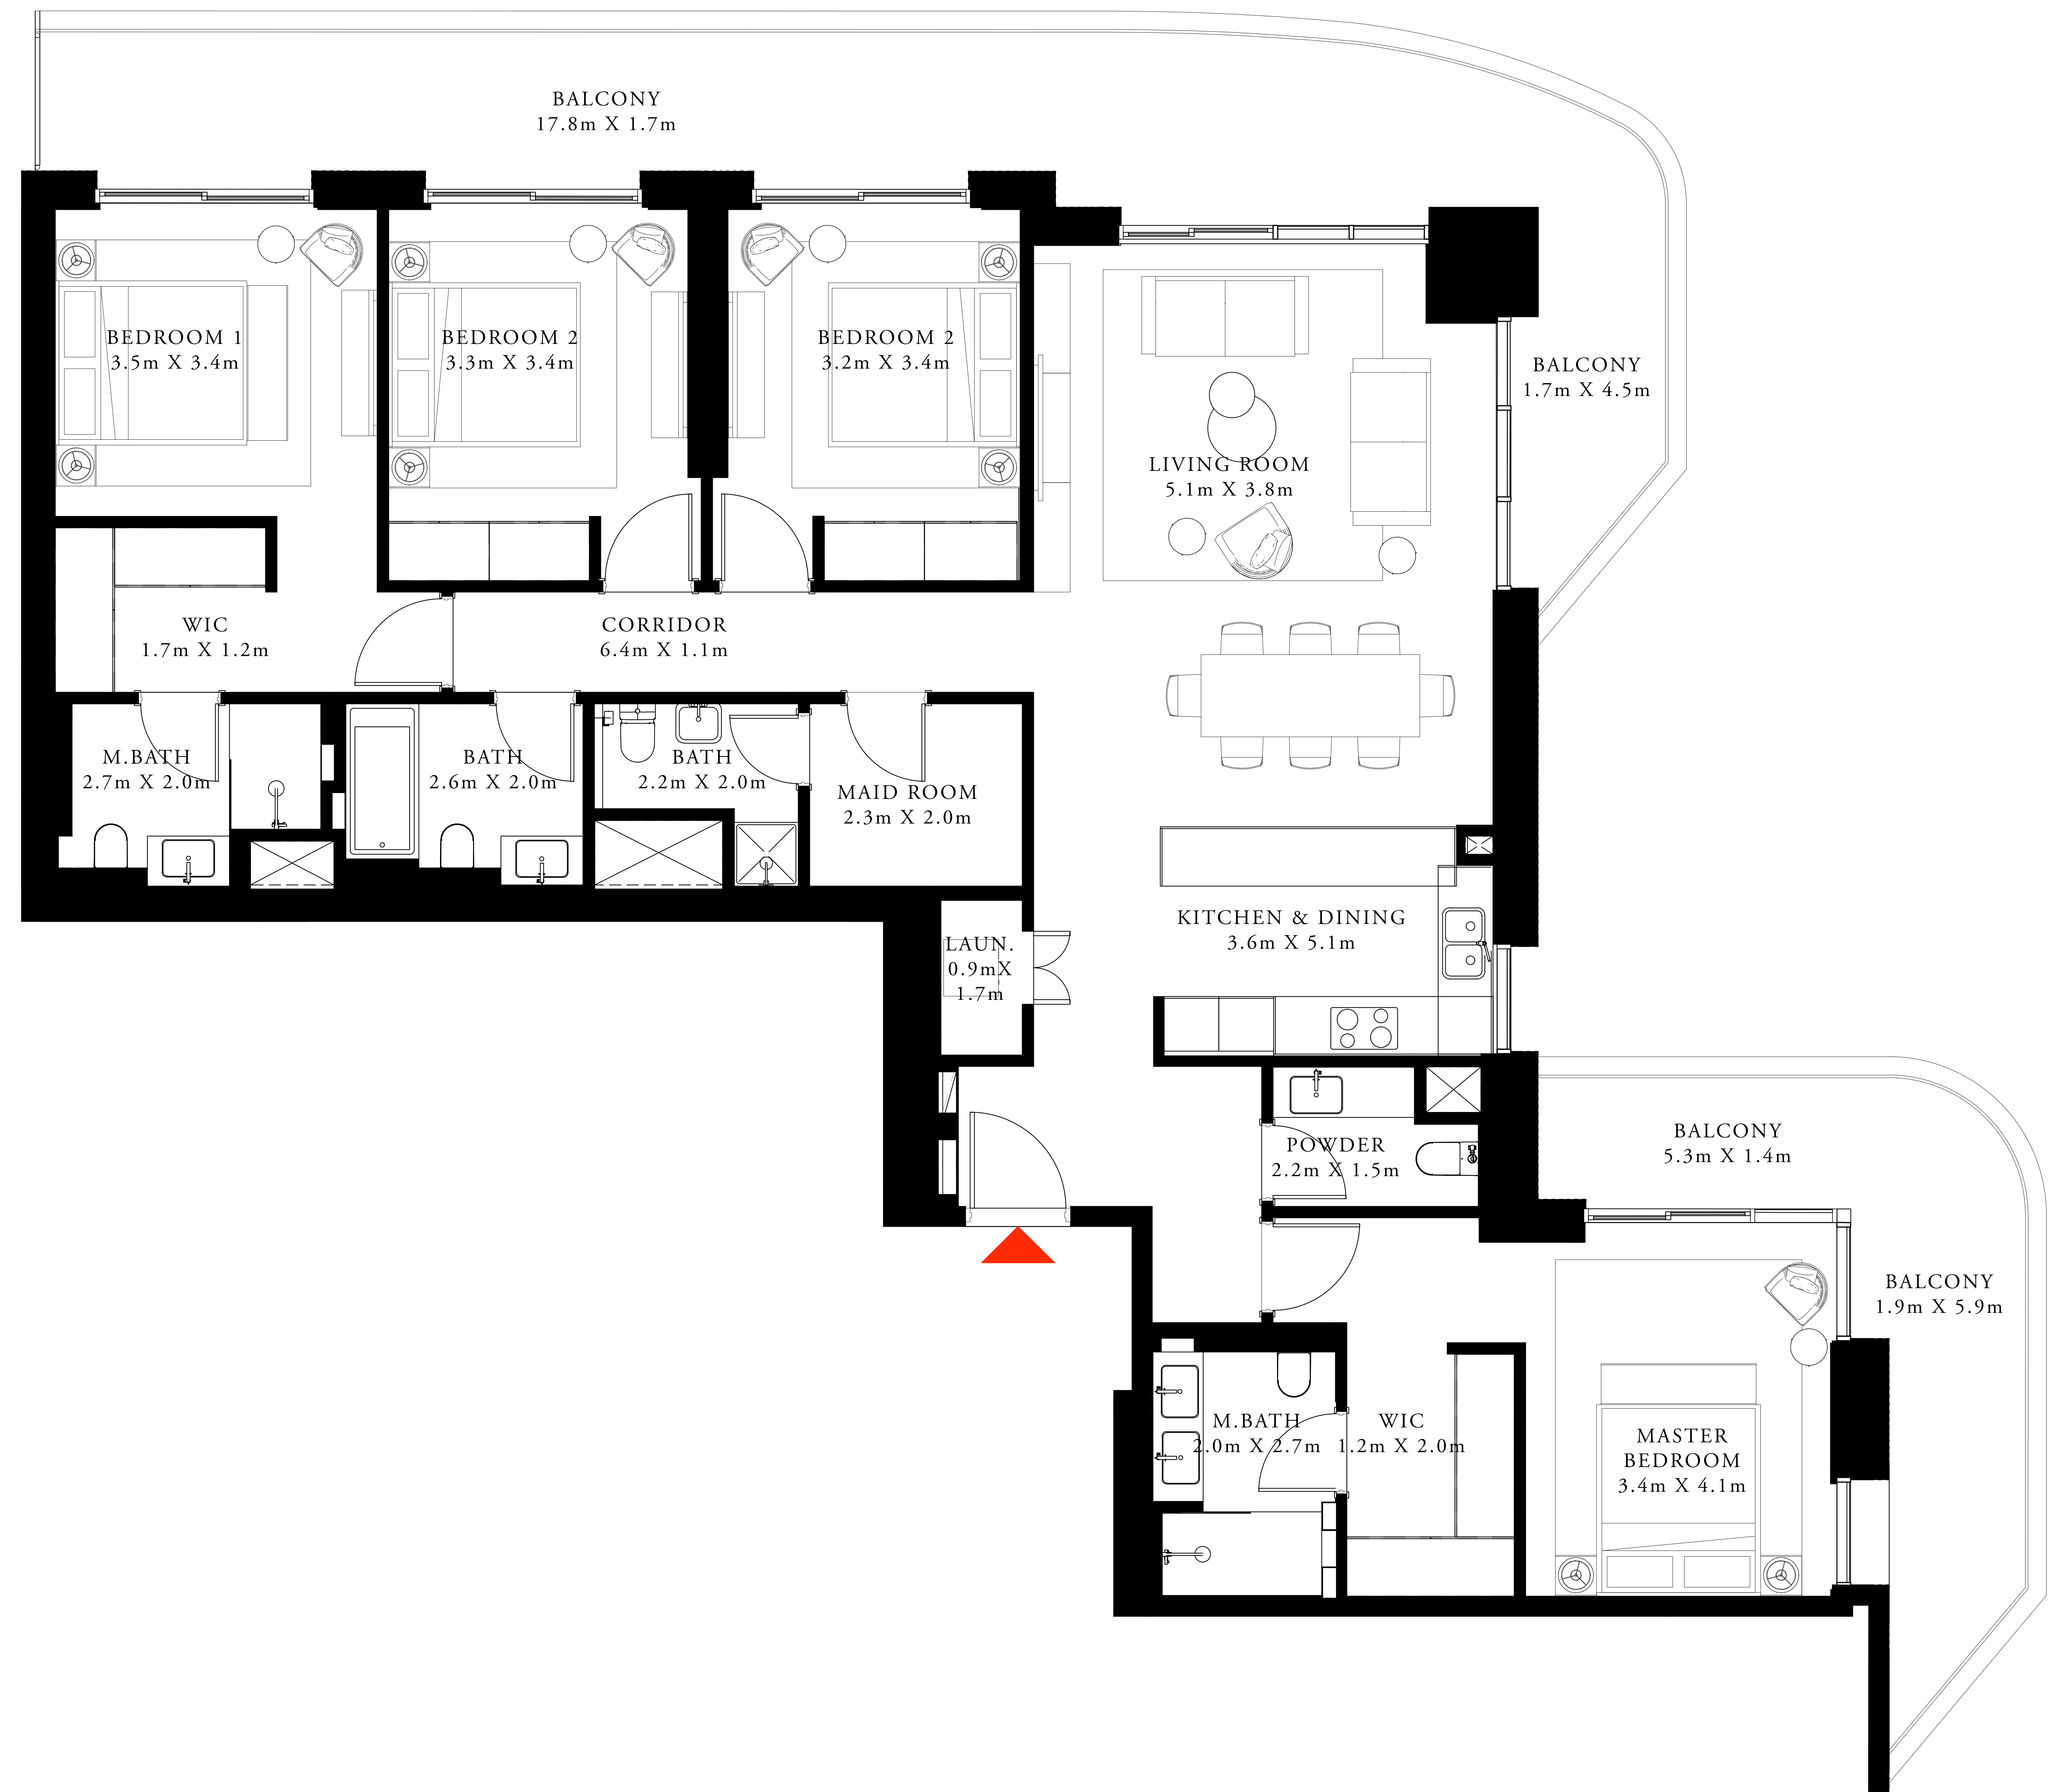 BALCONY
17.8m X 1.7m
BEDROOM 1
3.5m X 3.4m
BEDROOM 2
3.3m X 3.4m
BEDROOM 2
3.2m X 3.4m
BALCONY
1.7m X 4.5m
LIVING ROOM
5.1m X 3.8m
WIC
1.7m X 1.2m
CORRIDOR
6.4m X 1.1m
M.BATH
2.7m X 2.0m
BATH
2.6m X 2.0m
BATH
2.2m X 2.0m
MAID ROOM
2.3m X 2.0m
KITCHEN & DINING
3.6m X 5.1m
LAUN.
0.9mX
1.7m
POWDER
2.2m X 1.5m
BALCONY
5.3m X 1.4m
BALCONY
1.9m X 5.9m
M.BATH
2.0m X 2.7m
WIC
1.2m X 2.0m
MASTER
BEDROOM
3.4m X 4.1m